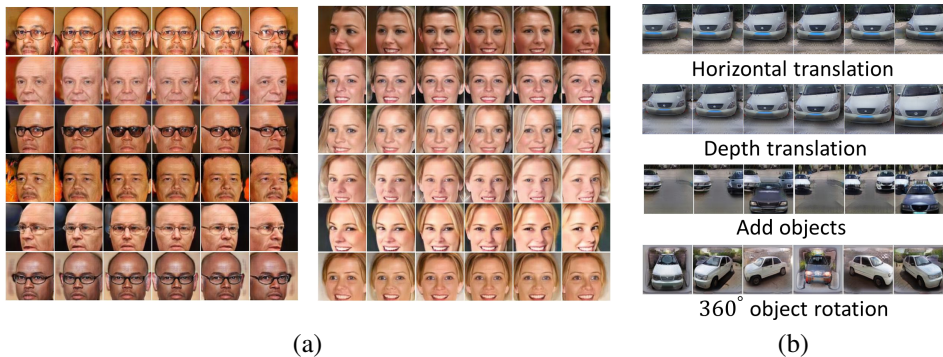 Horizontal translation
Depth translation
Add objects
360° object rotation
(a)
(b)